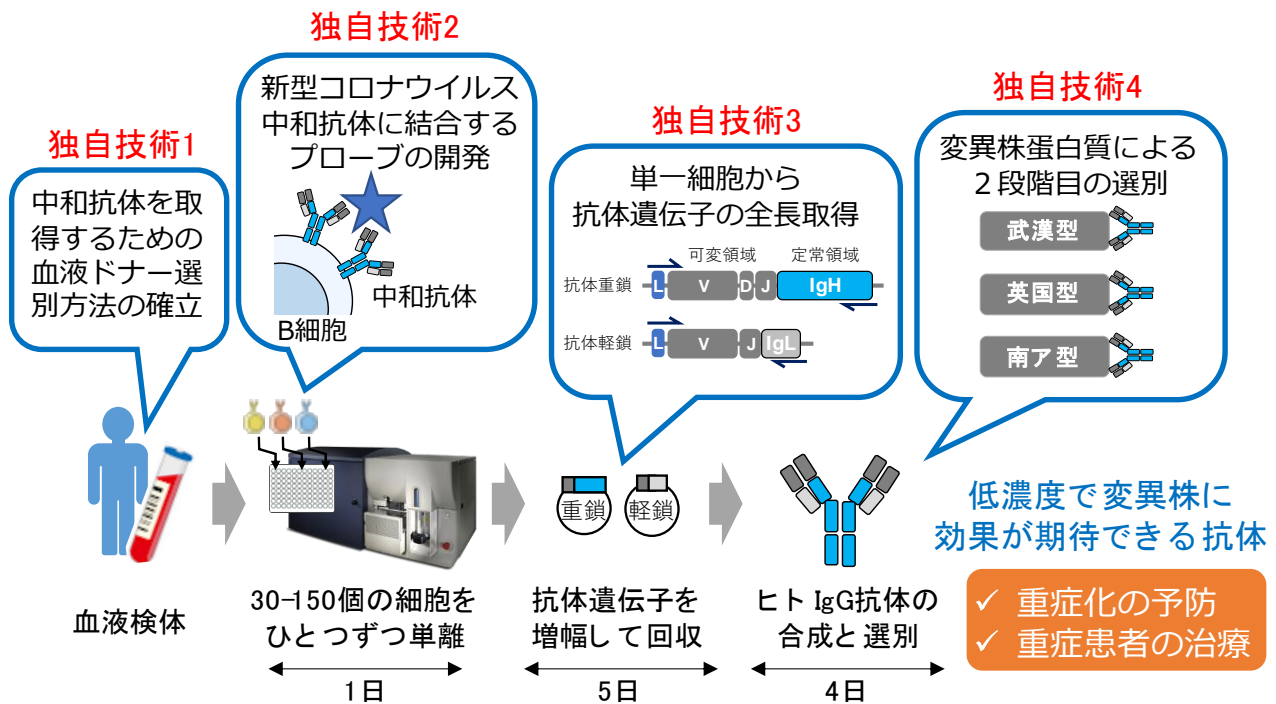 独自技術1
中和抗体を取
得するための
血液ドナー選
別方法の確立
独自技術2
新型コロナウイルス
中和抗体に結合する
プローブの開発
中和抗体
B細胞
独自技術3
単一細胞から
抗体遺伝子の全長取得
可変領域 定常領域
抗体重鎖 L V D J IgH
抗体軽鎖 L V J IgL
独自技術4
変異株蛋白質による
２段階目の選別
武漢型
英国型
南ア型
重鎖 軽鎖
低濃度で変異株に
効果が期待できる抗体
✓ 重症化の予防
✓ 重症患者の治療
血液検体
30-150個の細胞を
ひとつずつ単離
1日
抗体遺伝子を
増幅して回収
5日
ヒトIgG抗体の
合成と選別
4日